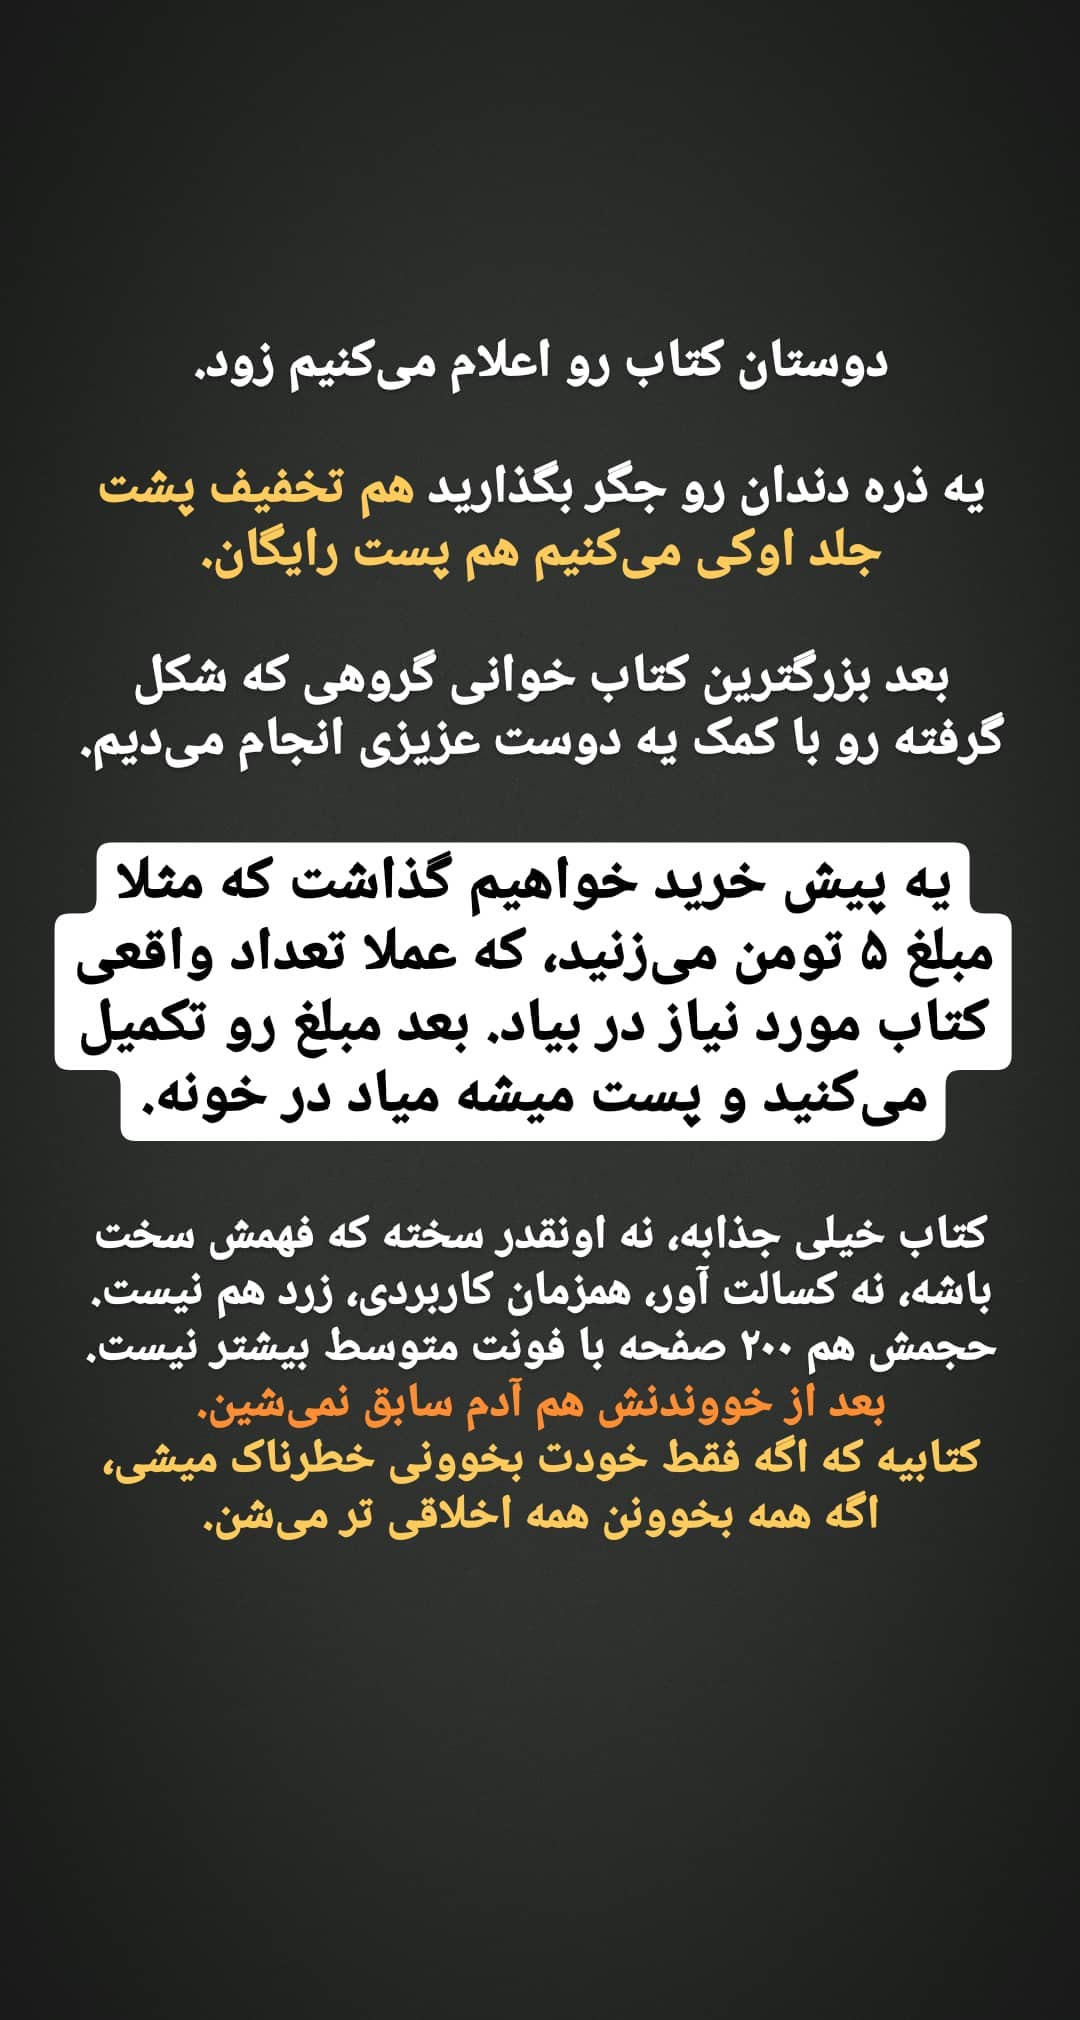 دوستان کتاب رو اعلام می‌کنیم زود.
یه ذره دندان رو جگر بگذارید هم تخفیف پشت
جلد اوکی می‌کنیم هم پست رایگان.
بعد بزرگترین کتاب خوانی گروهی که شکل
گرفته رو با کمک یه دوست عزیزی انجام می‌دیم.
یه پیش خرید خواهیم گذاشت که مثلا
مبلغ ۵ تومن می‌زنید، که عملا تعداد واقعی
کتاب مورد نیاز در بیاد. بعد مبلغ رو تکمیل
می‌کنید و پست میشه میاد در خونه.
کتاب خیلی جذابه، نه اونقدر سخته که فهمش سخت
باشه، نه کسالت آور، همزمان کاربردی، زرد هم نیست.
حجمش هم ۲۰۰ صفحه با فونت متوسط بیشتر نیست.
بعد از خووندنش هم آدم سابق نمی‌شین.
کتابیه که اگه فقط خودت بخوونی خطرناک میشی،
اگه همه بخوونن همه اخلاقی تر می‌شن.